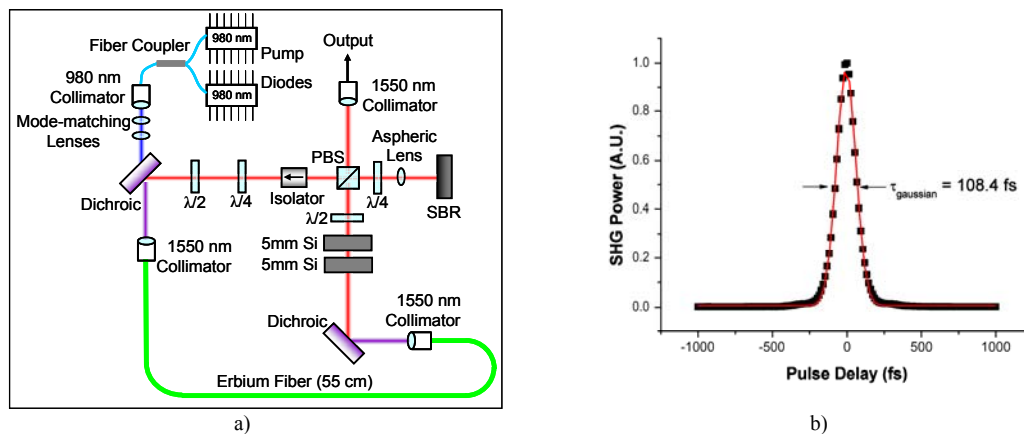 980 nm
Fiber Coupler
Pump
Diodes
980 nm
980 nm
Collimator
Mode-matching
Lenses
Dichroic
λ/2
λ/4
Isolator
Output
1550 nm
Collimator
PBS
Aspheric
Lens
λ/4
SBR
λ/2
5mm Si
5mm Si
1550 nm
Collimator
Dichroic
1550 nm
Collimator
Erbium Fiber (55 cm)
a)
SHG Power (A.U.)
1.0
0.8
0.6
0.4
0.2
0.0
τgaussian = 108.4 fs
-1000 -500 0 500 1000
Pulse Delay (fs)
b)